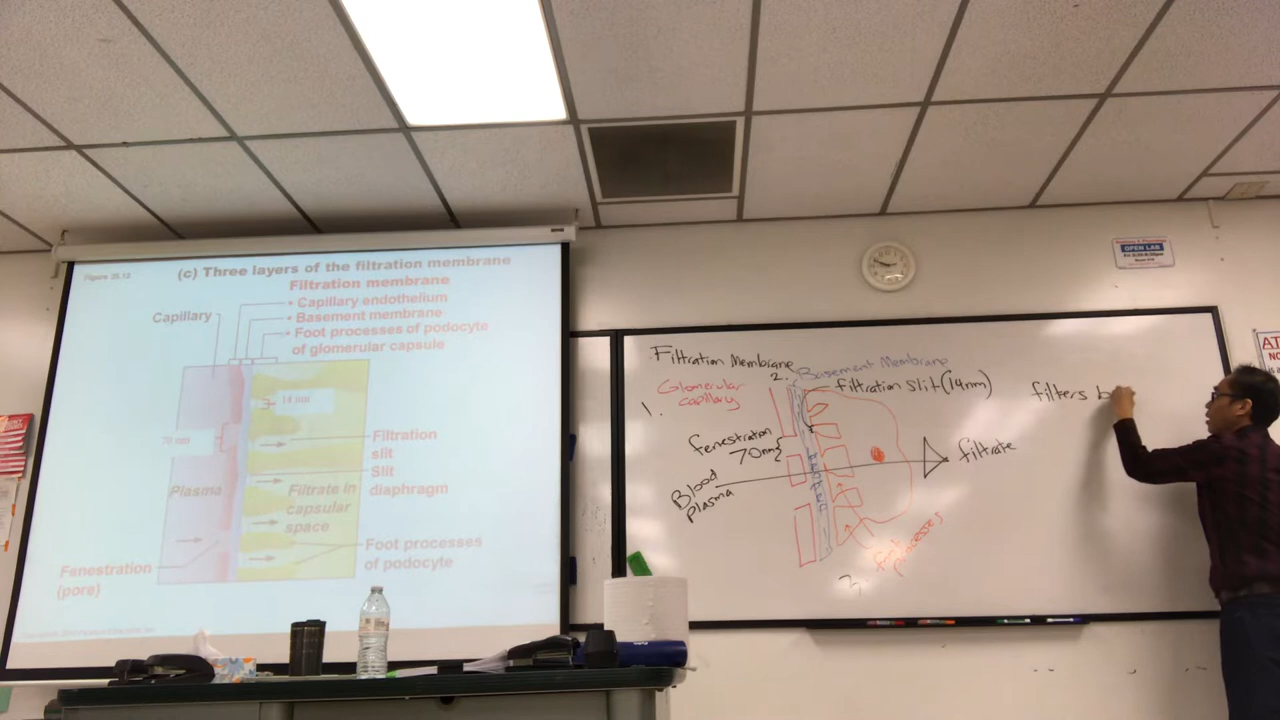 Figure 25.12
(c) Three layers of the filtration membrane
Filtration membrane
• Capillary endothelium
• Basement membrane
• Foot processes of podocyte
of glomerular capsule
Capillary
14 nm
70 nm
Filtration
slit
Slit
diaphragm
Plasma
Filtrate in
capsular
space
Foot processes
of podocyte
Fenestration
(pore)
Filtration Membrane
2. Basement Membrane
Glomerular
capillary
1.
filtration slit (14nm)
fenestration
70nm
Blood
plasma
filtrate
foot
processes
3.
filters b
OPEN LAB